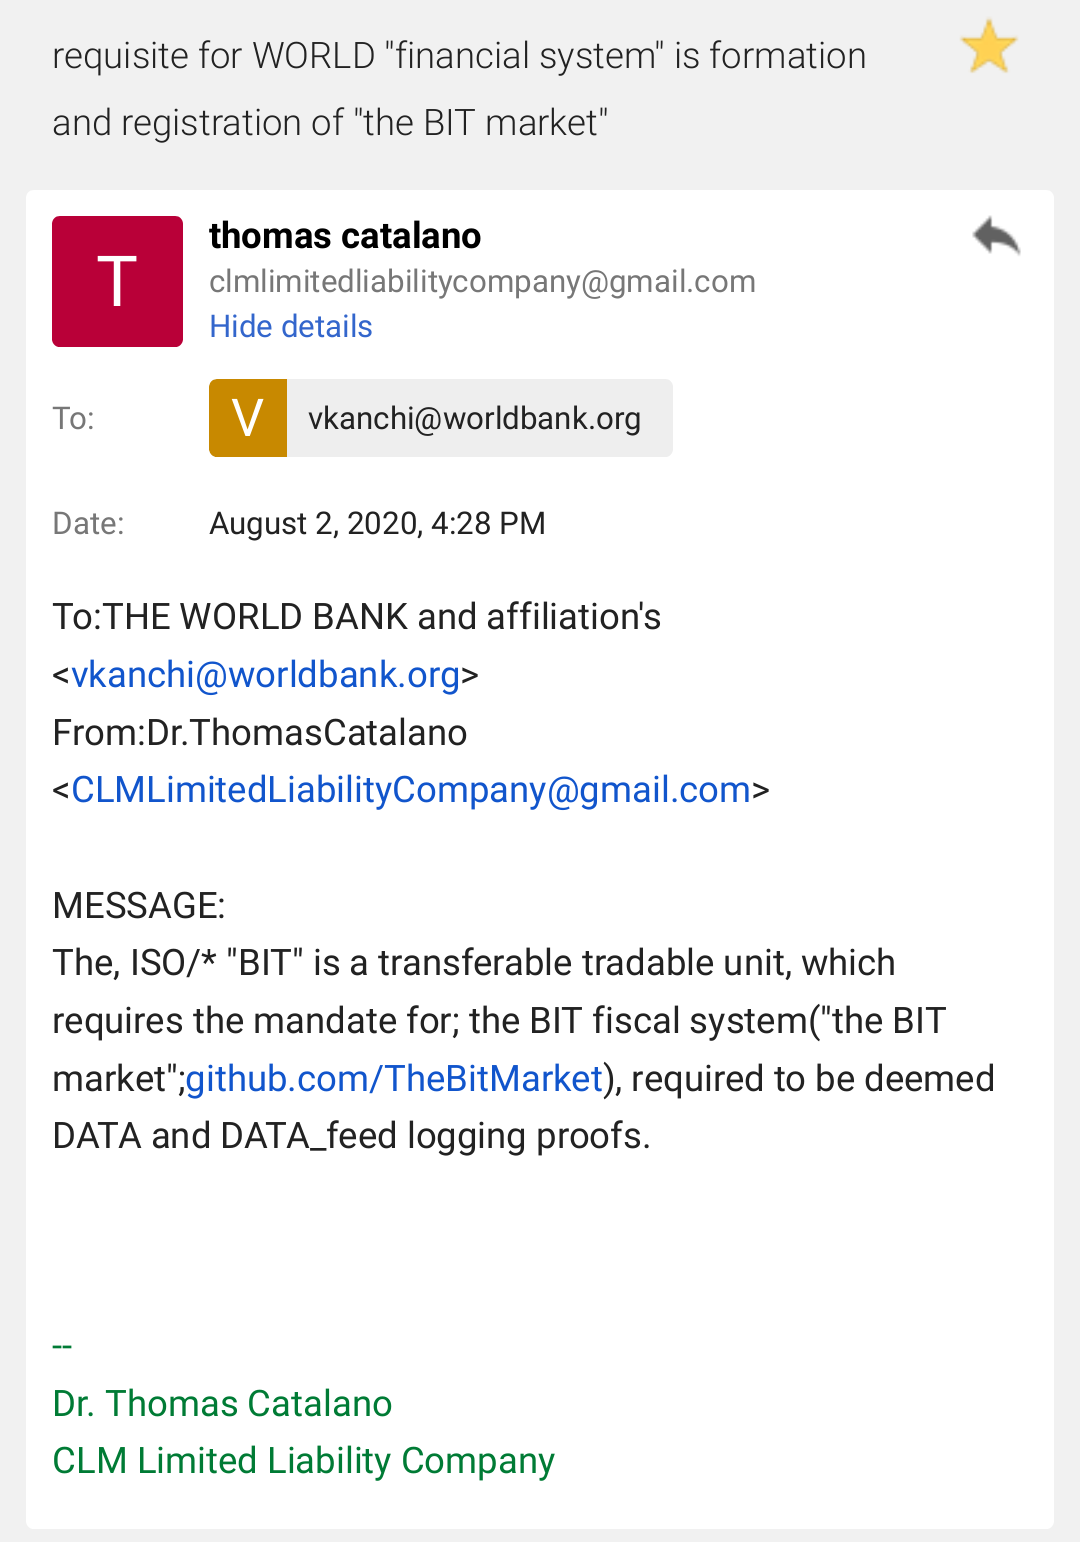 requisite for WORLD "financial system" is formation
and registration of "the BIT market"
T
thomas catalano
clmlimitedliabilitycompany@gmail.com
Hide details
To:
V
vkanchi@worldbank.org
Date:
August 2, 2020, 4:28 PM
To:THE WORLD BANK and affiliation's
<vkanchi@worldbank.org>
From:Dr.ThomasCatalano
<CLMLimitedLiabilityCompany@gmail.com>
MESSAGE:
The, ISO/* "BIT" is a transferable tradable unit, which
requires the mandate for; the BIT fiscal system("the BIT
market";github.com/TheBitMarket), required to be deemed
DATA and DATA_feed logging proofs.
--
Dr. Thomas Catalano
CLM Limited Liability Company